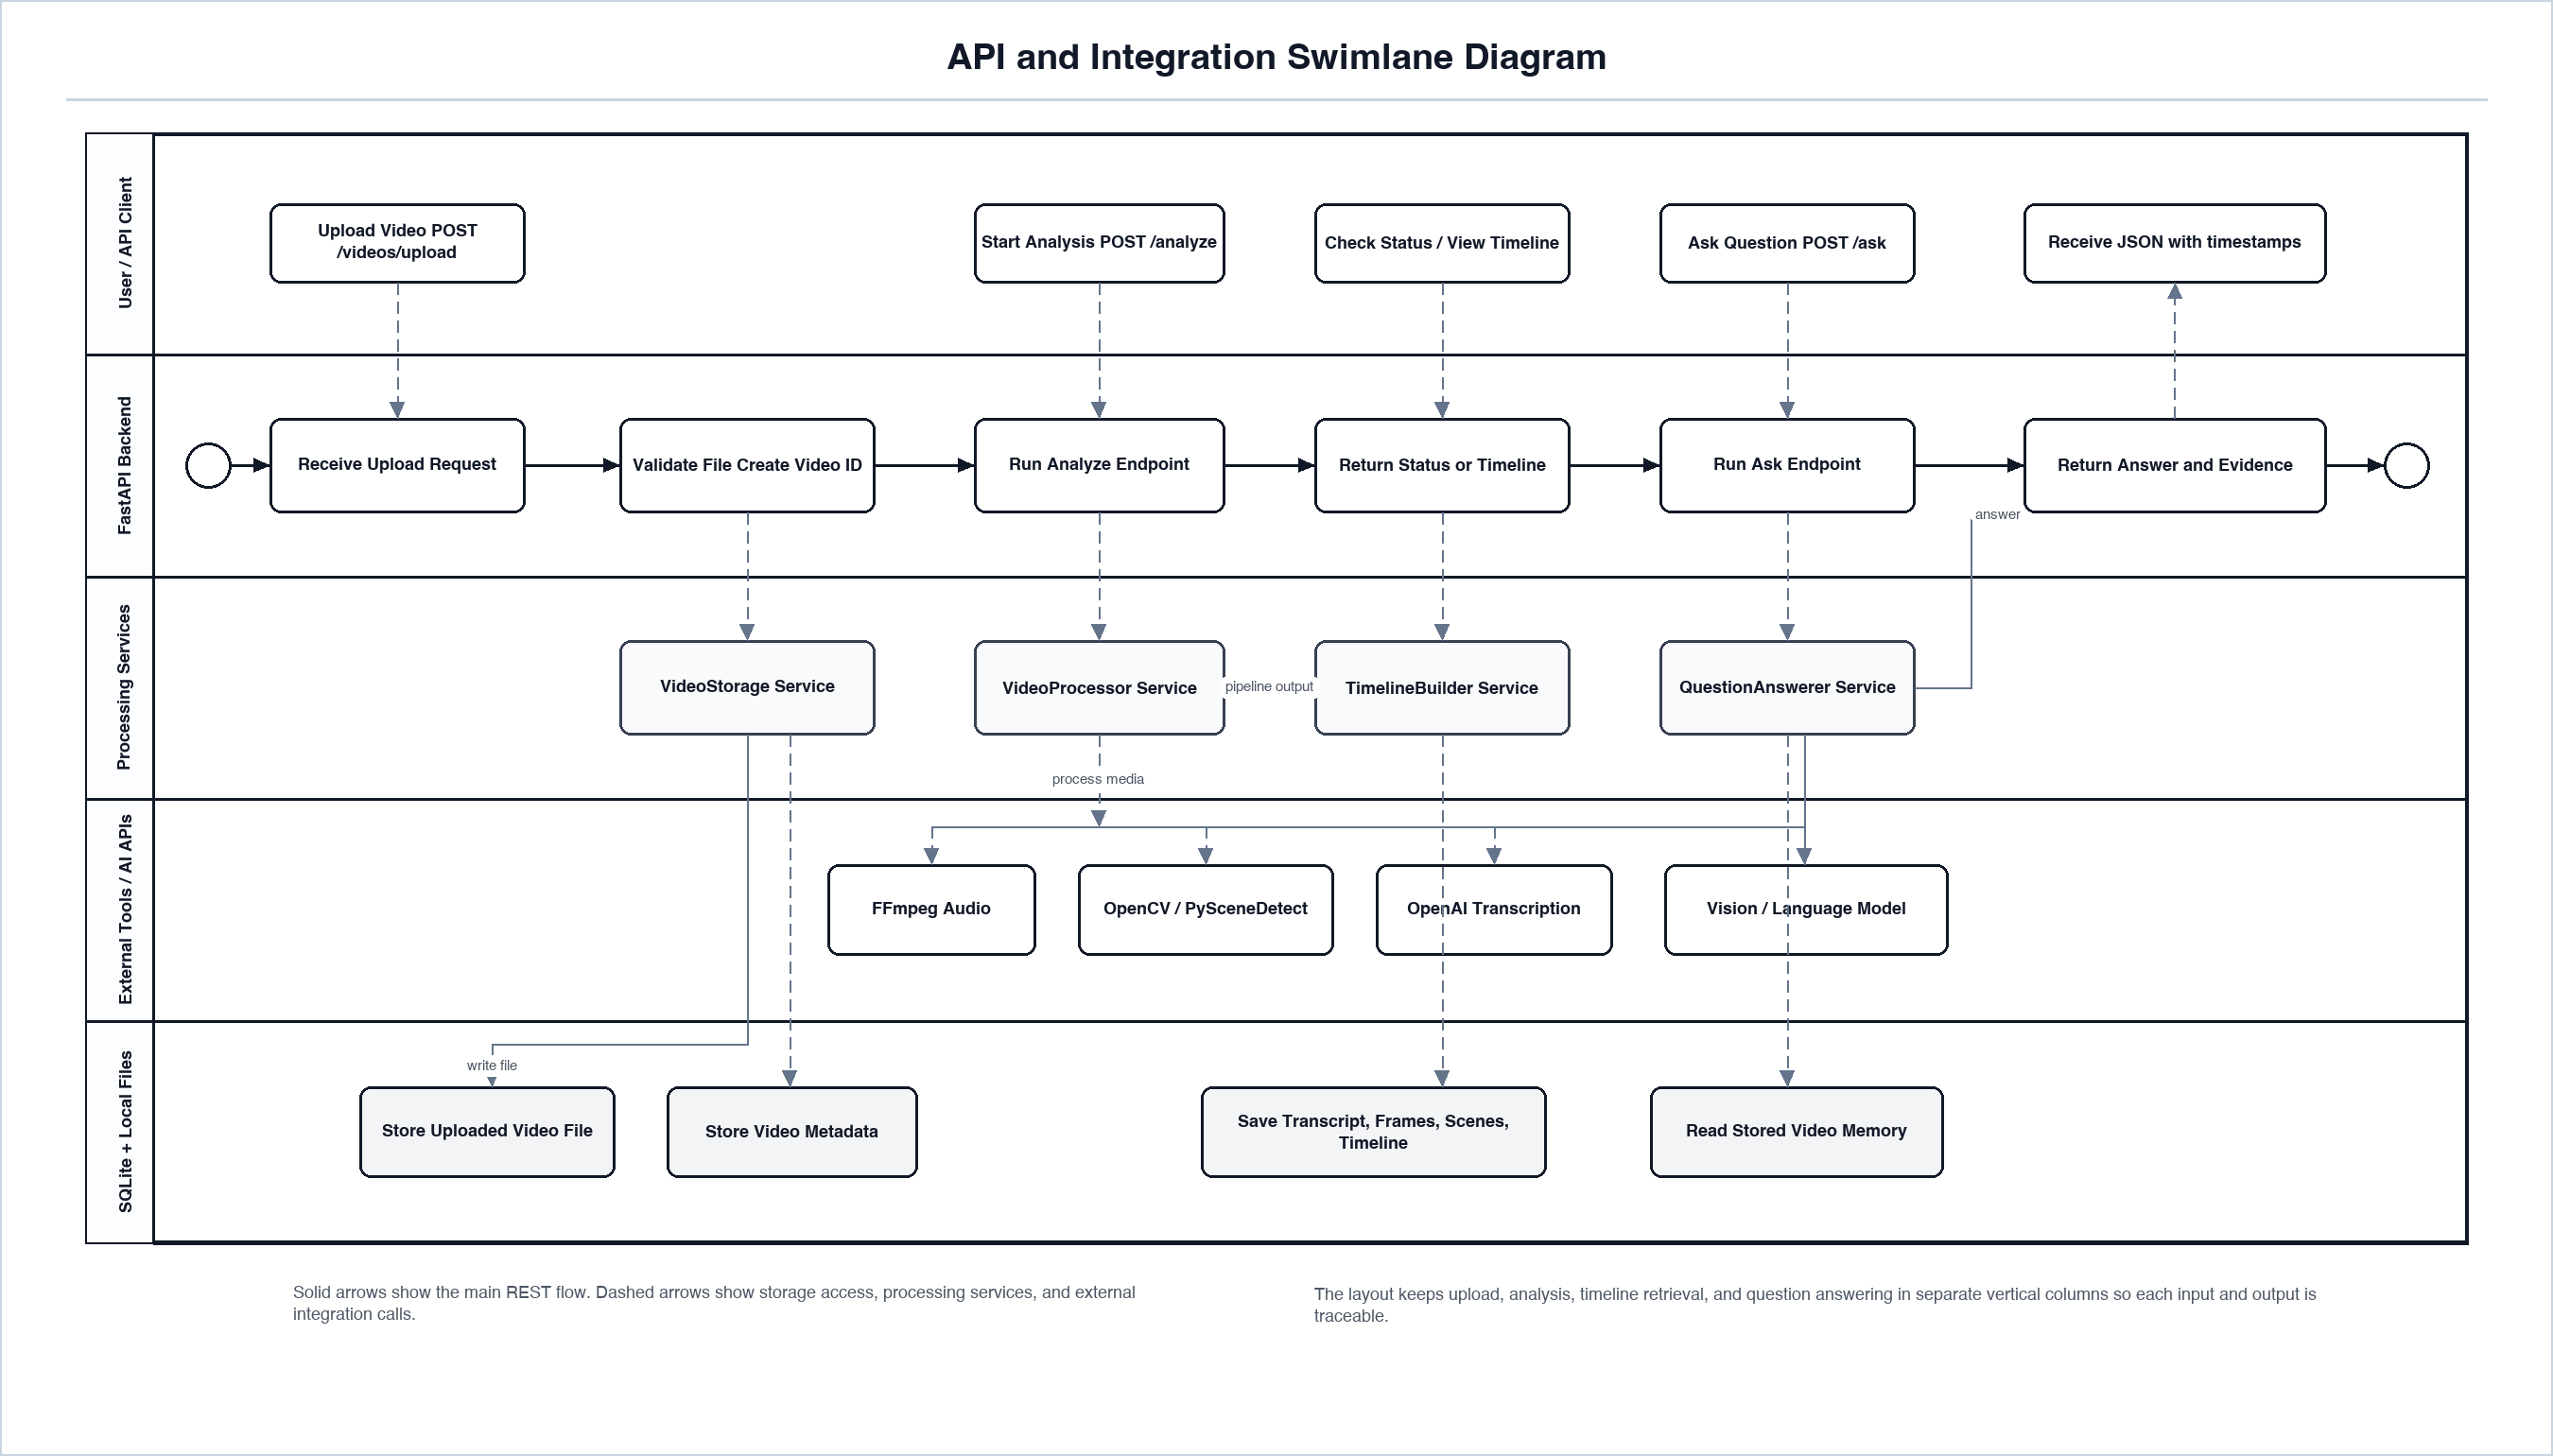 API and Integration Swimlane Diagram
User / API Client
Upload Video POST
/videos/upload
Start Analysis POST /analyze
Check Status / View Timeline
Ask Question POST /ask
Receive JSON with timestamps
FastAPI Backend
Receive Upload Request
Validate File Create Video ID
Run Analyze Endpoint
Return Status or Timeline
Run Ask Endpoint
Return Answer and Evidence
answer
Processing Services
VideoStorage Service
VideoProcessor Service
pipeline output
TimelineBuilder Service
QuestionAnswerer Service
process media
External Tools / AI APIs
FFmpeg Audio
OpenCV / PySceneDetect
OpenAI Transcription
Vision / Language Model
SQLite + Local Files
write file
Store Uploaded Video File
Store Video Metadata
Save Transcript, Frames, Scenes,
Timeline
Read Stored Video Memory
Solid arrows show the main REST flow. Dashed arrows show storage access, processing services, and external
integration calls.
The layout keeps upload, analysis, timeline retrieval, and question answering in separate vertical columns so each input and output is
traceable.